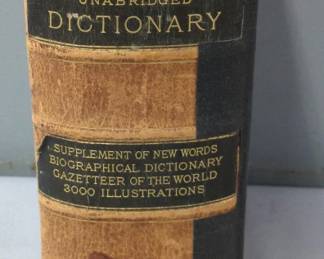 UNABRIDGED
DICTIONARY
SUPPLEMENT OF NEW WORDS
BIOGRAPHICAL DICTIONARY
GAZETTEER OF THE WORLD
3000 ILLUSTRATIONS